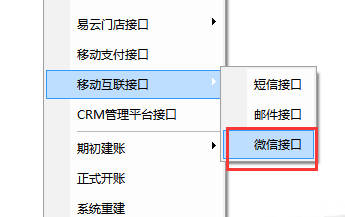 易云门店接口
移动支付接口
移动互联接口
CRM管理平台接口
期初建账
正式开账
系统重建
短信接口
邮件接口
微信接口